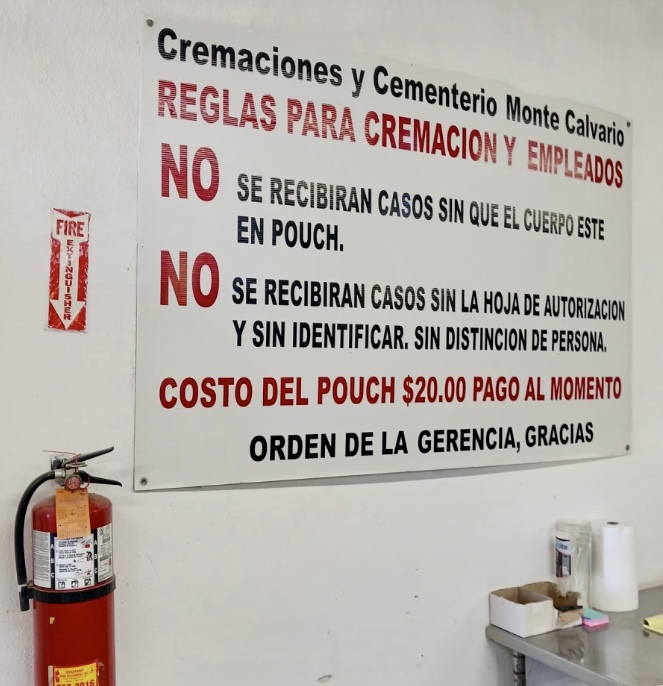 Cremaciones y Cementerio Monte Calvario
REGLAS PARA CREMACION Y EMPLEADOS
NO SE RECIBIRAN CASOS SIN QUE EL CUERPO ESTE
EN POUCH.
NO SE RECIBIRAN CASOS SIN LA HOJA DE AUTORIZACION
Y SIN IDENTIFICAR. SIN DISTINCION DE PERSONA.
COSTO DEL POUCH $20.00 PAGO AL MOMENTO
ORDEN DE LA GERENCIA, GRACIAS
FIRE
EXTINGUISHER
A B C